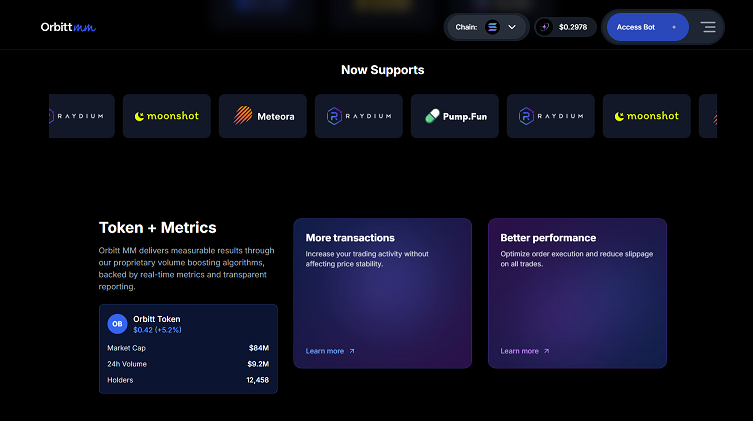 Orbitt mm
Chain:
$0.2978
Access Bot
Now Supports
RAYDIUM
moonshot
Meteora
RAYDIUM
Pump.Fun
RAYDIUM
moonshot
Token + Metrics
Orbitt MM delivers measurable results through
our proprietary volume boosting algorithms,
backed by real-time metrics and transparent
reporting.
OB
Orbitt Token
$0.42 (+5.2%)
Market Cap
$84M
24h Volume
$9.2M
Holders
12,458
More transactions
Increase your trading activity without
affecting price stability.
Learn more
Better performance
Optimize order execution and reduce slippage
on all trades.
Learn more